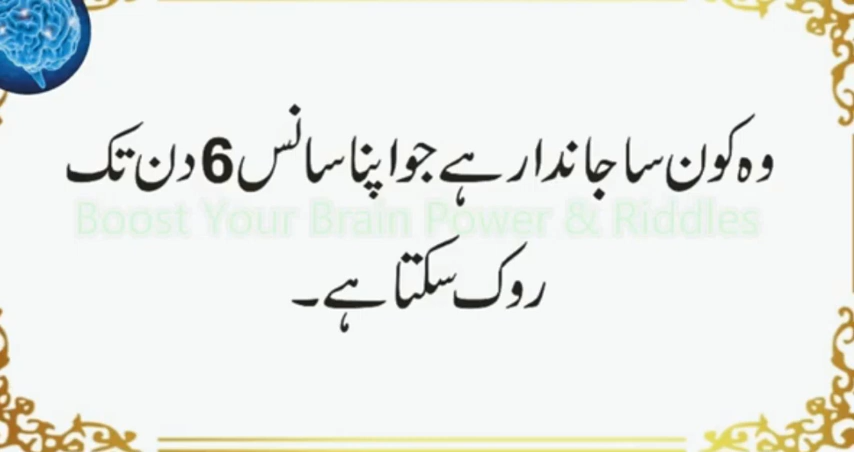 وہ کون سا جاندار ہے جو اپنا سانس 6 دن تک
Boost Your Brain Power & Riddles
روک سکتا ہے۔